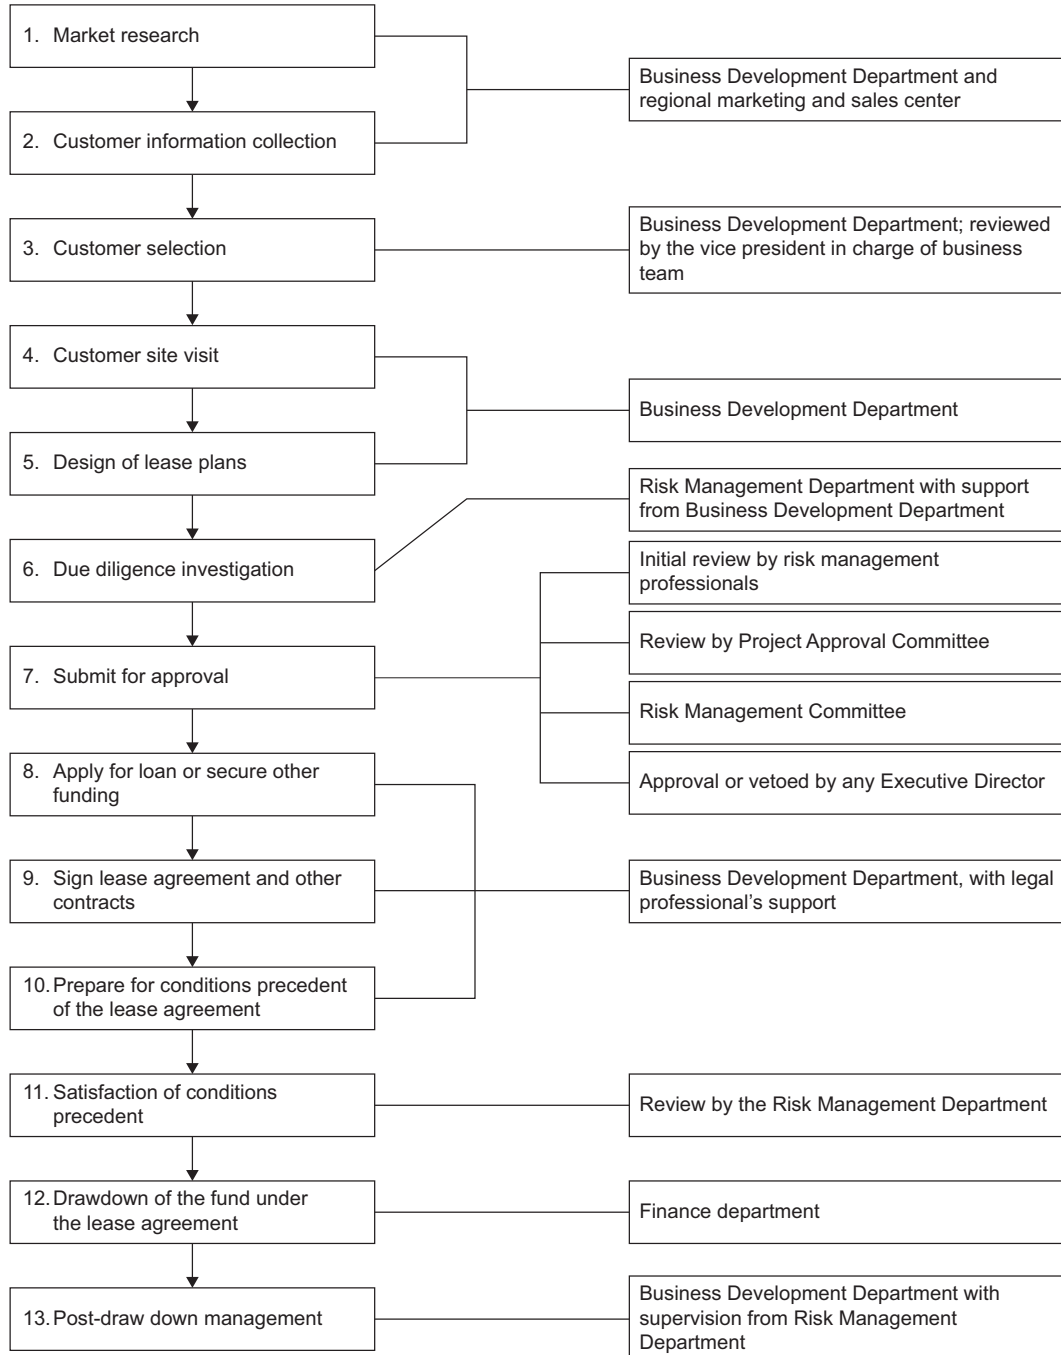 1. Market research
Business Development Department and
regional marketing and sales center
2. Customer information collection
3. Customer selection
Business Development Department; reviewed
by the vice president in charge of business
team
4. Customer site visit
Business Development Department
5. Design of lease plans
Risk Management Department with support
from Business Development Department
6. Due diligence investigation
Initial review by risk management
professionals
Review by Project Approval Committee
7. Submit for approval
Risk Management Committee
8. Apply for loan or secure other
funding
Approval or vetoed by any Executive Director
9. Sign lease agreement and other
contracts
Business Development Department, with legal
professional's support
10. Prepare for conditions precedent
of the lease agreement
11. Satisfaction of conditions
precedent
Review by the Risk Management Department
12. Drawdown of the fund under
the lease agreement
Finance department
13. Post-draw down management
Business Development Department with
supervision from Risk Management
Department